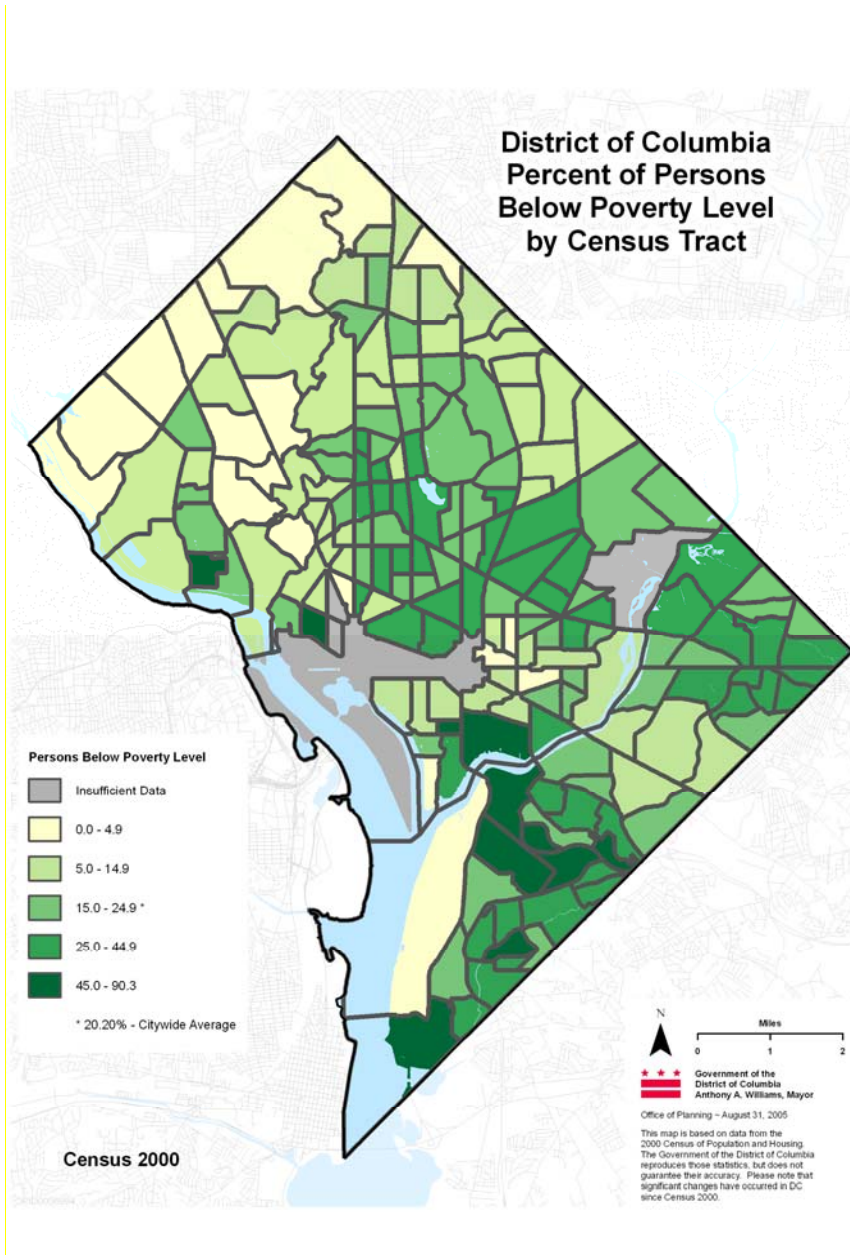 District of Columbia
Percent of Persons
Below Poverty Level
by Census Tract
Persons Below Poverty Level
Insufficient Data
0.0 - 4.9
5.0 - 14.9
15.0 - 24.9 *
25.0 - 44.9
45.0 - 90.3
* 20.20% - Citywide Average
Census 2000
N
Miles
0 1 2
Government of the
District of Columbia
Anthony A. Williams, Mayor
Office of Planning ~ August 31, 2005
This map is based on data from the
2000 Census of Population and Housing.
The Government of the District of Columbia
reproduces those statistics, but does not
guarantee their accuracy. Please note that
significant changes have occurred in DC
since Census 2000.